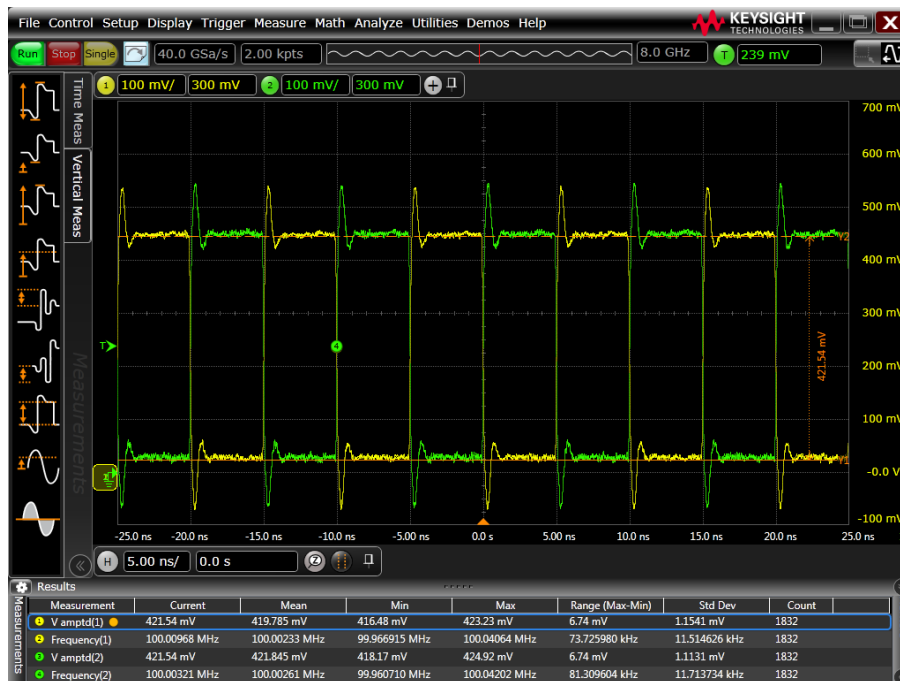 File Control Setup Display Trigger Measure Math Analyze Utilities Demos Help
KEYSIGHT
TECHNOLOGIES
Run Stop Single 40.0 GSa/s 2.00 kpts 8.0 GHz T 239 mV
1 100 mV/ 300 mV 2 100 mV/ 300 mV +
Time Meas
Vertical Meas
Measurements
700 mV
600 mV
500 mV
Y2
400 mV
300 mV
T
4
421.54 mV
200 mV
100 mV
Y1
-0.0 V
-100 mV
-25.0 ns -20.0 ns -15.0 ns -10.0 ns -5.00 ns 0.0 s 5.00 ns 10.0 ns 15.0 ns 20.0 ns 25.0 ns
H 5.00 ns/ 0.0 s Z
Results
Measurements
Measurement Current Mean Min Max Range (Max-Min) Std Dev Count
1 V amptd(1) 421.54 mV 419.785 mV 416.48 mV 423.23 mV 6.74 mV 1.1541 mV 1832
2 Frequency(1) 100.00968 MHz 100.00233 MHz 99.966915 MHz 100.04064 MHz 73.725980 kHz 11.514626 kHz 1832
3 V amptd(2) 421.54 mV 421.845 mV 418.17 mV 424.92 mV 6.74 mV 1.1131 mV 1832
4 Frequency(2) 100.00321 MHz 100.00261 MHz 99.960710 MHz 100.04202 MHz 81.309604 kHz 11.713734 kHz 1832